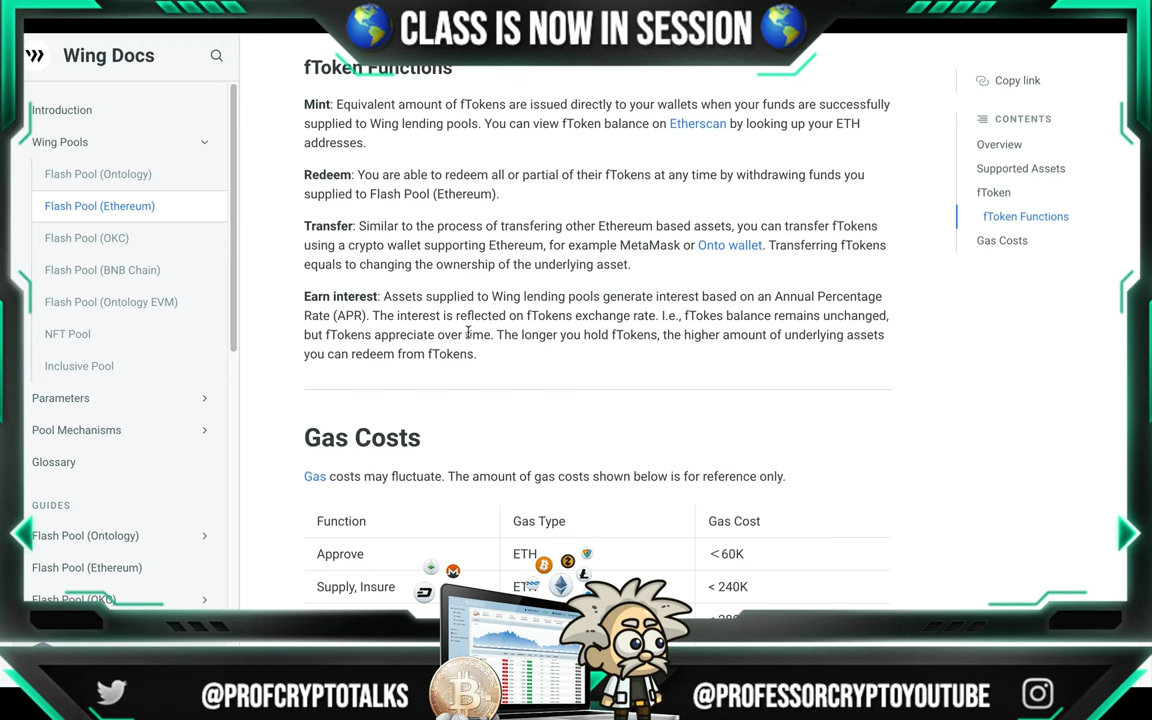 CLASS IS NOW IN SESSION
Wing Docs
Introduction
Wing Pools
Flash Pool (Ontology)
Flash Pool (Ethereum)
Flash Pool (OKC)
Flash Pool (BNB Chain)
Flash Pool (Ontology EVM)
NFT Pool
Inclusive Pool
Parameters
Pool Mechanisms
Glossary
GUIDES
Flash Pool (Ontology)
Flash Pool (Ethereum)
Flash Pool (OKC)
fToken Functions
Mint: Equivalent amount of fTokens are issued directly to your wallets when your funds are successfully
supplied to Wing lending pools. You can view fToken balance on Etherscan by looking up your ETH
addresses.
Redeem: You are able to redeem all or partial of their fTokens at any time by withdrawing funds you
supplied to Flash Pool (Ethereum).
Transfer: Similar to the process of transfering other Ethereum based assets, you can transfer fTokens
using a crypto wallet supporting Ethereum, for example MetaMask or Onto wallet. Transferring fTokens
equals to changing the ownership of the underlying asset.
Earn interest: Assets supplied to Wing lending pools generate interest based on an Annual Percentage
Rate (APR). The interest is reflected on fTokens exchange rate. I.e., fTokes balance remains unchanged,
but fTokens appreciate over time. The longer you hold fTokens, the higher amount of underlying assets
you can redeem from fTokens.
Gas Costs
Gas costs may fluctuate. The amount of gas costs shown below is for reference only.
Function Gas Type Gas Cost
Approve ETH <60K
Supply, Insure < 240K
Copy link
CONTENTS
Overview
Supported Assets
fToken
fToken Functions
Gas Costs
@PROFCRYPTOTALKS
@PROFESSORCRYPTOYOUTUBE